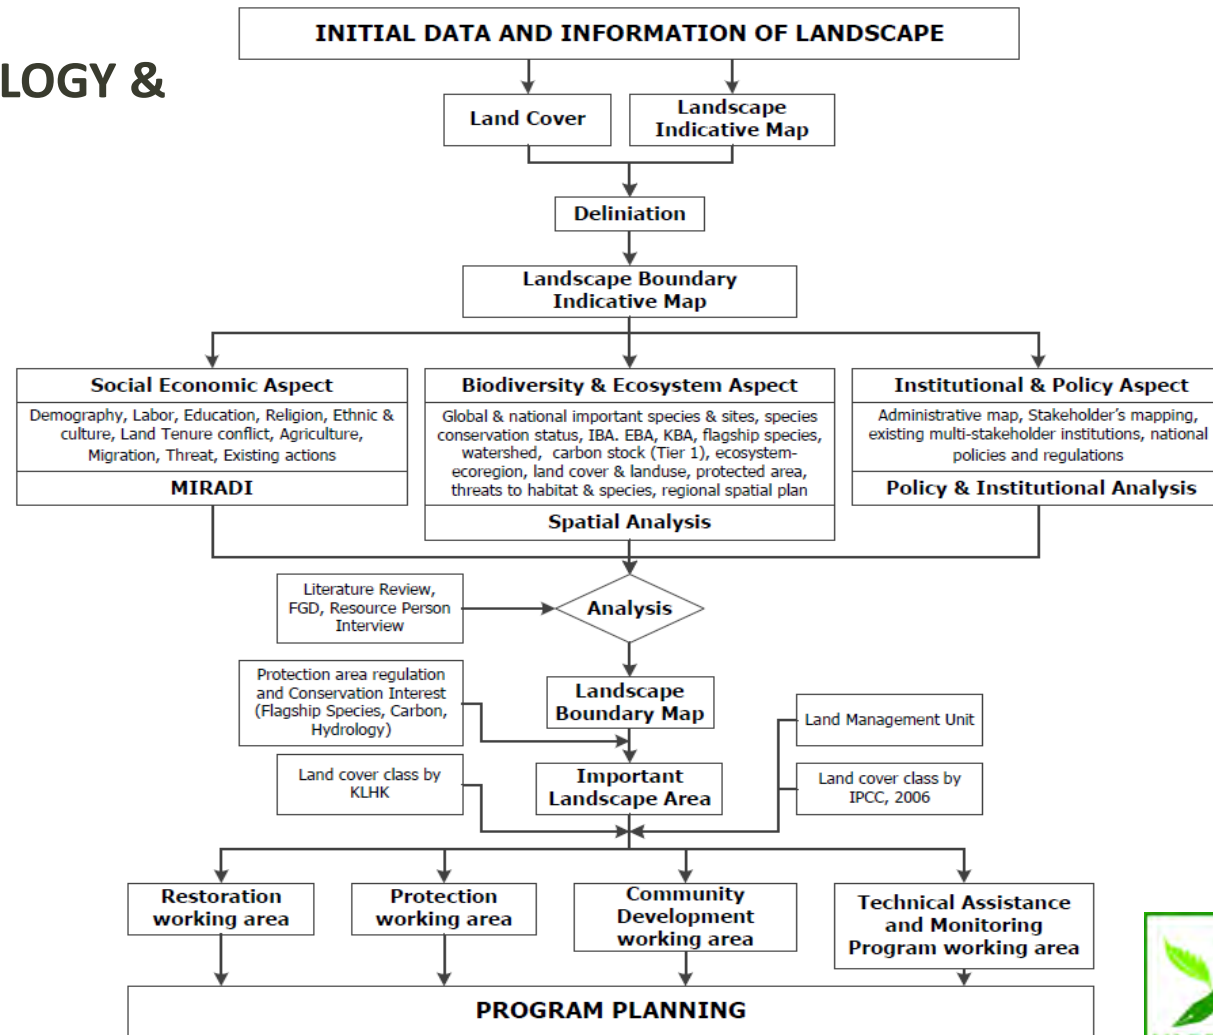 INITIAL DATA AND INFORMATION OF LANDSCAPE
LOGY &
Land Cover
Landscape
Indicative Map
Deliniation
Landscape Boundary
Indicative Map
Social Economic Aspect
Demography, Labor, Education, Religion, Ethnic &
culture, Land Tenure conflict, Agriculture,
Migration, Threat, Existing actions
MIRADI
Biodiversity & Ecosystem Aspect
Global & national important species & sites, species
conservation status, IBA. EBA, KBA, flagship species,
watershed, carbon stock (Tier 1), ecosystem-
ecoregion, land cover & landuse, protected area,
threats to habitat & species, regional spatial plan
Spatial Analysis
Institutional & Policy Aspect
Administrative map, Stakeholder's mapping,
existing multi-stakeholder institutions, national
policies and regulations
Policy & Institutional Analysis
Literature Review,
FGD, Resource Person
Interview
Analysis
Protection area regulation
and Conservation Interest
(Flagship Species, Carbon,
Hydrology)
Landscape
Boundary Map
Land Management Unit
Land cover class by
KLHK
Important
Landscape Area
Land cover class by
IPCC, 2006
Restoration
working area
Protection
working area
Community
Development
working area
Technical Assistance
and Monitoring
Program working area
PROGRAM PLANNING